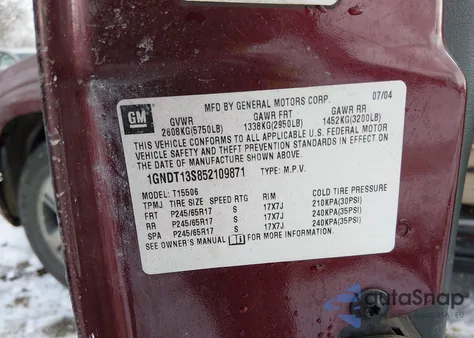 MFD BY GENERAL MOTORS CORP. 07/04
GM GVWR GAWR FRT GAWR RR
2608KG(5750LB) 1338KG(2950LB) 1452KG(3200LB)
THIS VEHICLE CONFORMS TO ALL APPLICABLE U.S. FEDERAL MOTOR
VEHICLE SAFETY AND THEFT PREVENTION STANDARDS IN EFFECT ON
THE DATE OF MANUFACTURE SHOWN ABOVE.
1GNDT13S852109871 TYPE: M.P.V.
MODEL: T15506
TPMJ TIRE SIZE SPEED RTG RIM COLD TIRE PRESSURE
FRT P245/65R17 S 17X7J 210KPA(30PSI)
RR P245/65R17 S 17X7J 240KPA(35PSI)
SPA P245/65R17 S 17X7J 240KPA(35PSI)
SEE OWNER'S MANUAL FOR MORE INFORMATION.
AutaSnap